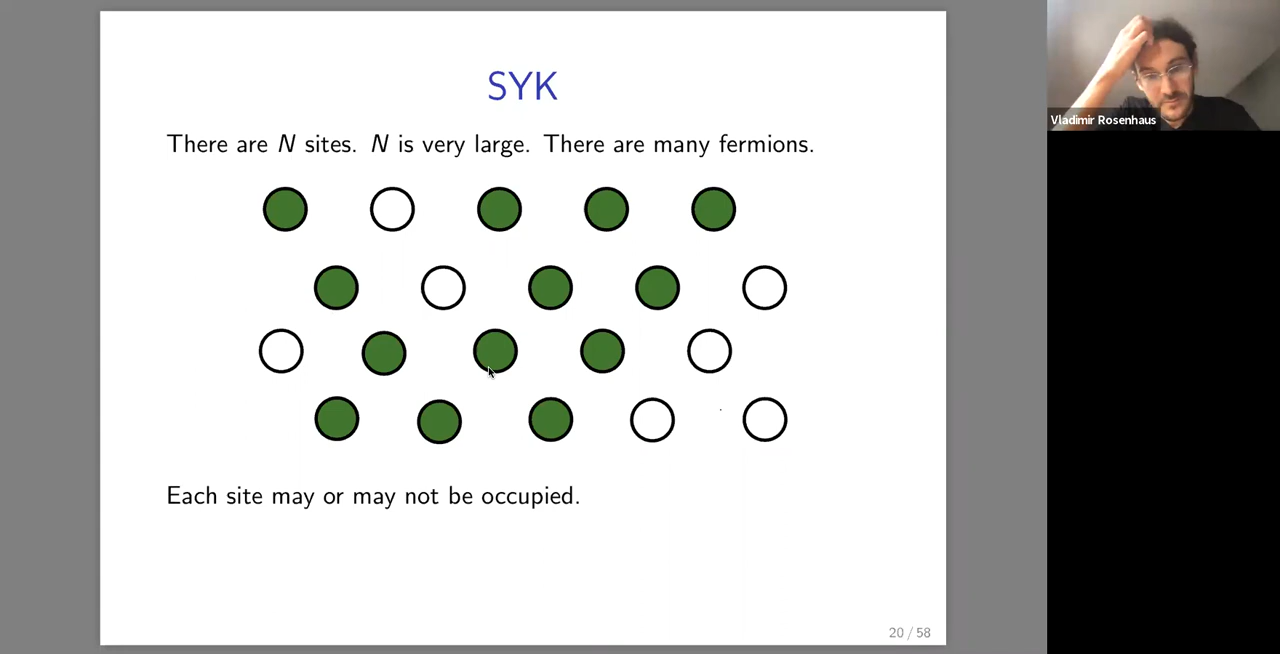 SYK
There are N sites. N is very large. There are many fermions.
Each site may or may not be occupied.
20 / 58
Vladimir Rosenhaus